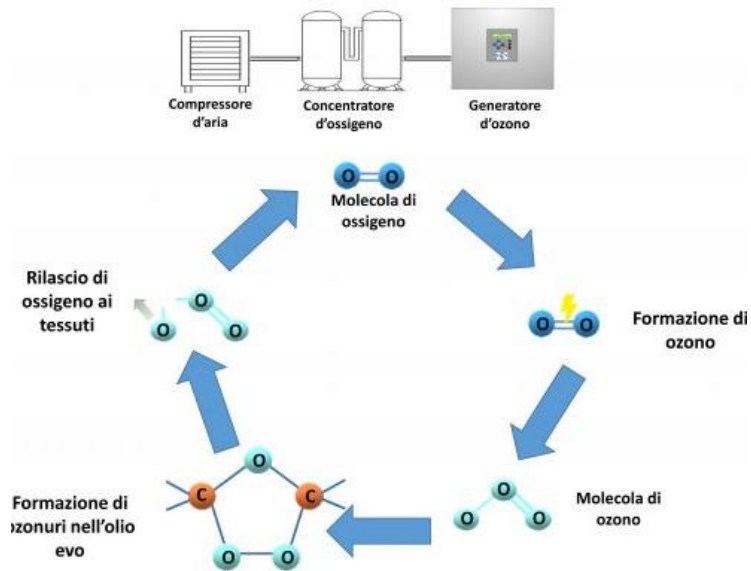 Compressore
d'aria
Concentratore
d'ossigeno
Generatore
d'ozono
O O
Molecola di
ossigeno
O O
Formazione di
ozono
O
O O
Molecola di
ozono
O
C C
O O
Formazione di
ozonuri nell'olio
evo
Rilascio di
ossigeno ai
tessuti
O
O O